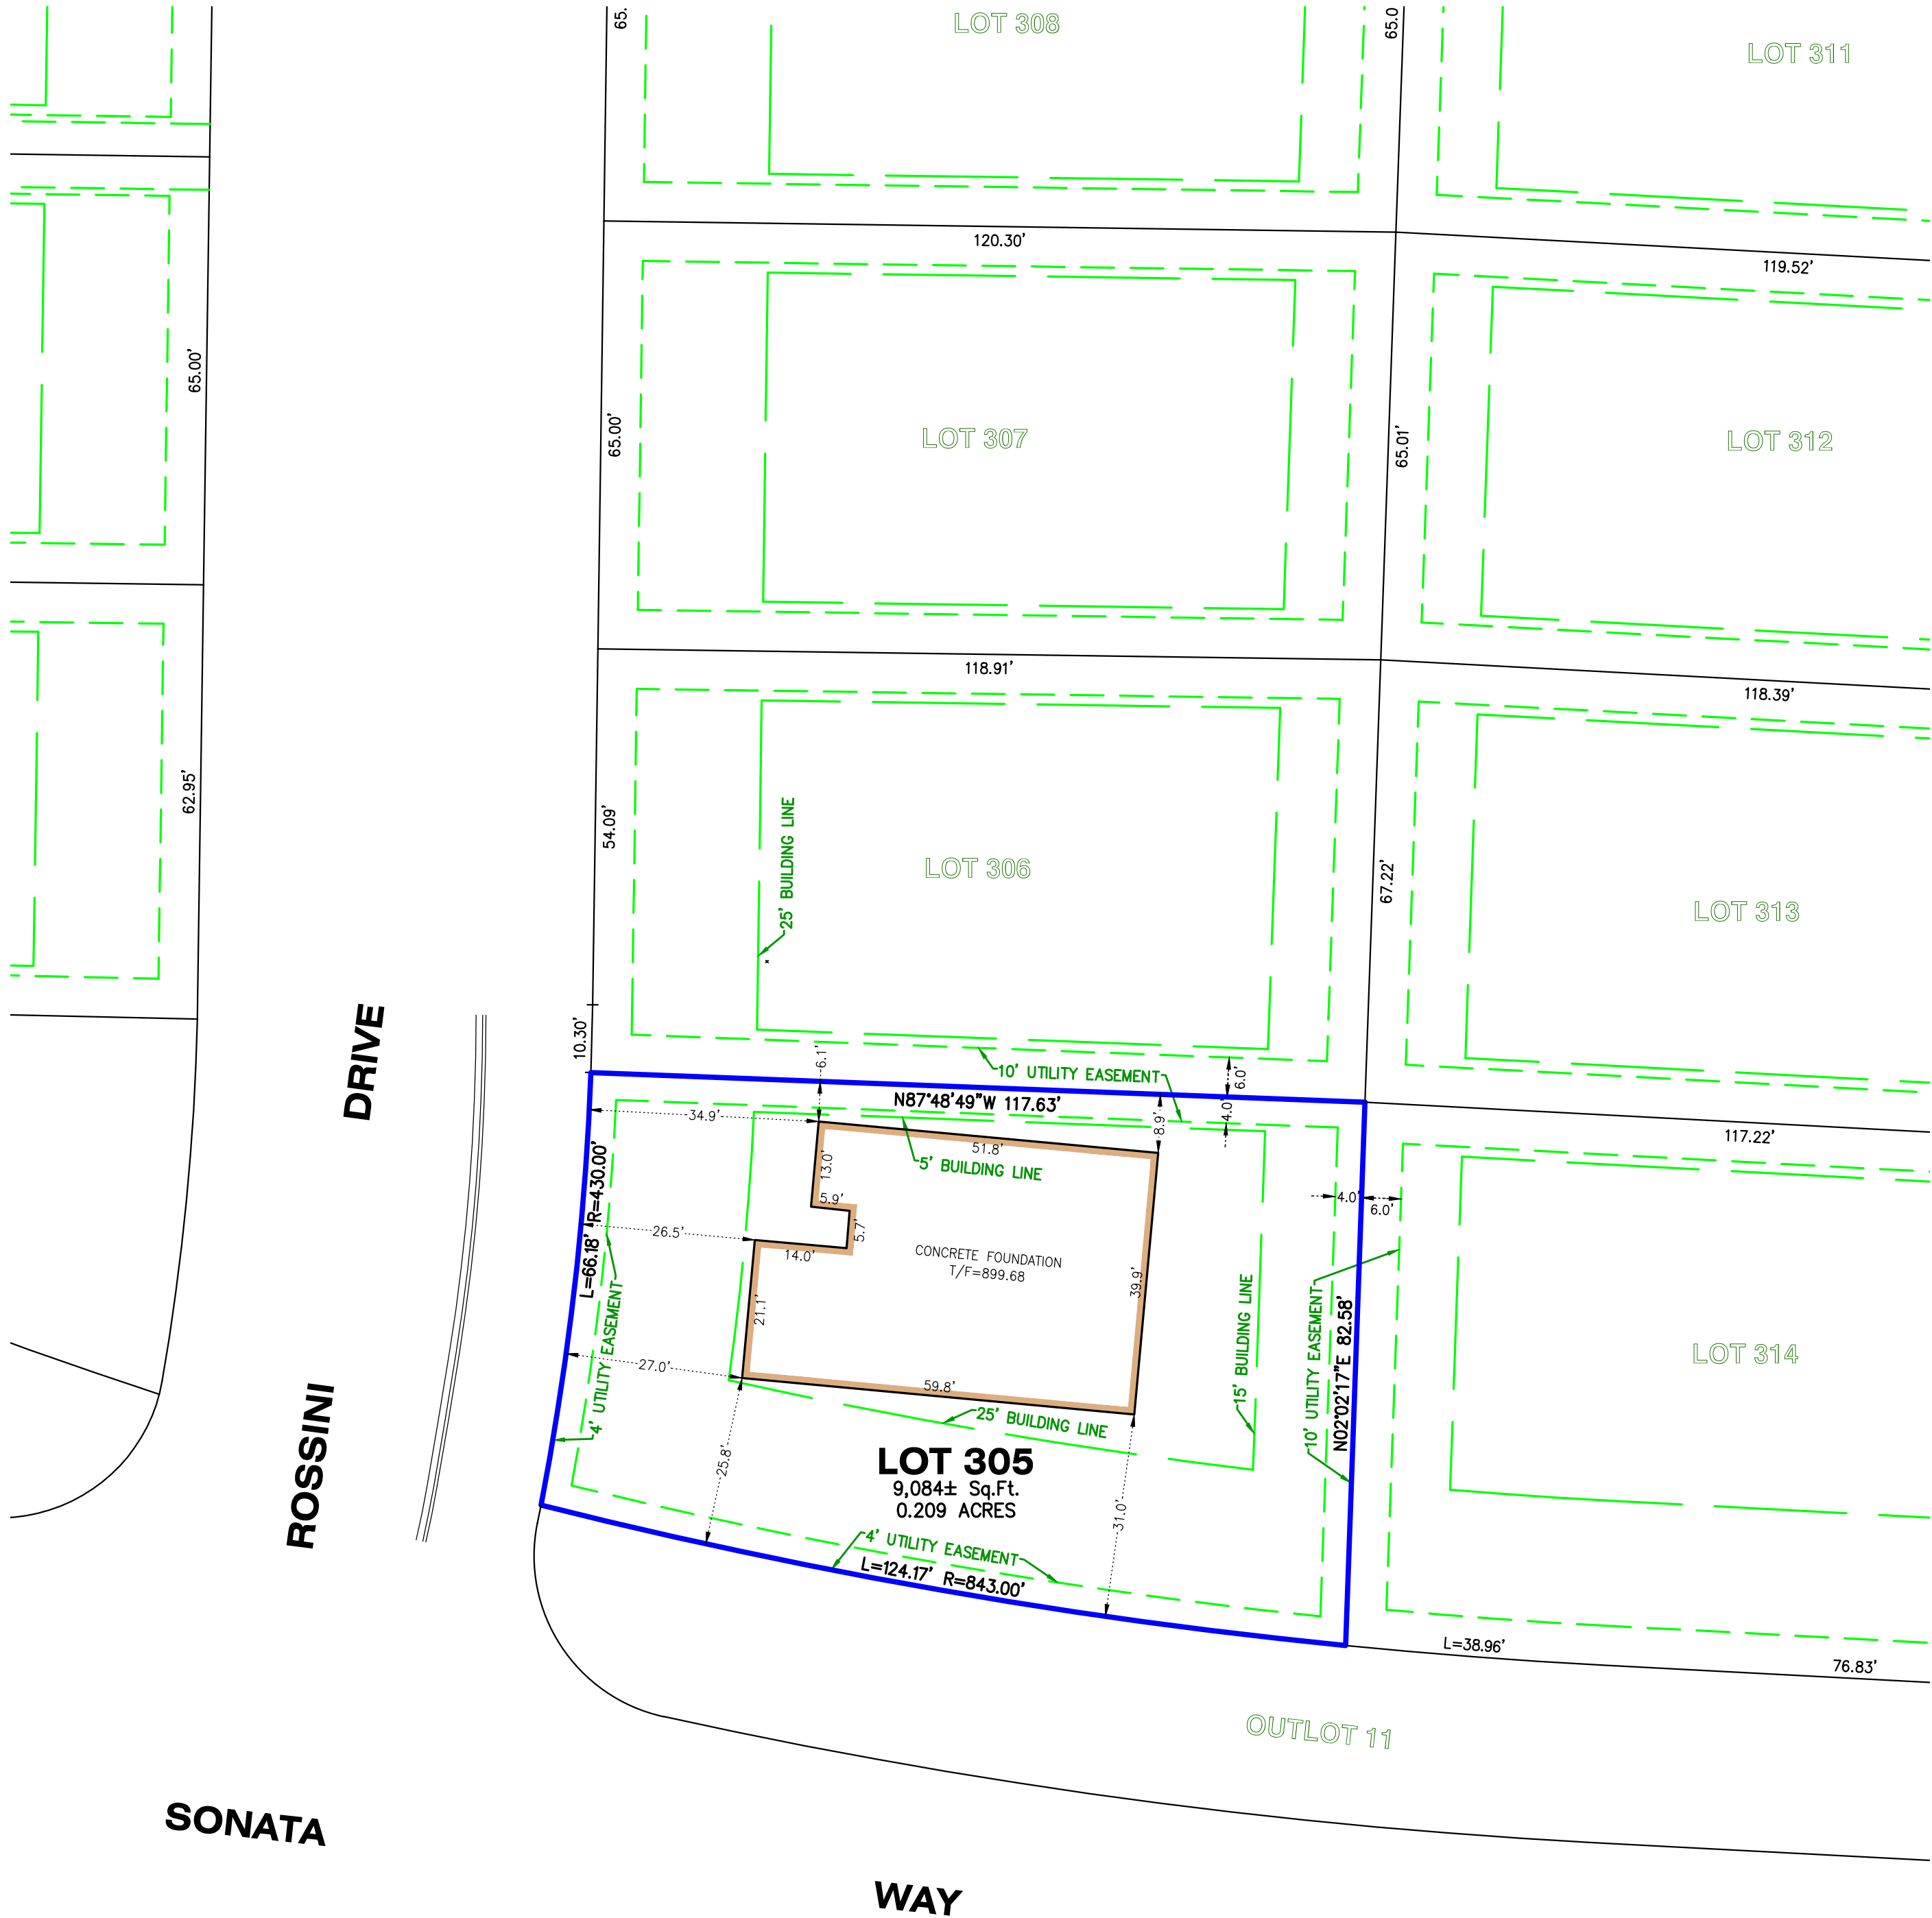 65.
LOT 308
65.0
LOT 311
120.30'
119.52'
65.00'
65.00'
LOT 307
65.01'
LOT 312
118.91'
118.39'
62.95'
54.09'
25' BUILDING LINE
LOT 306
67.22'
LOT 313
10.30'
6.1'
10' UTILITY EASEMENT
6.0'
N87°48'49"W 117.63'
4.0'
34.9'
8.9'
117.22'
51.8'
5' BUILDING LINE
13.0'
5.9'
5.7'
4.0'
6.0'
L=66.18' R=430.00'
26.5'
14.0'
CONCRETE FOUNDATION
T/F=899.68
39.9'
21.1'
4' UTILITY EASEMENT
27.0'
59.8'
25' BUILDING LINE
15' BUILDING LINE
10' UTILITY EASEMENT
N02°02'17"E 82.58'
LOT 314
25.8'
LOT 305
9,084± Sq.Ft.
0.209 ACRES
31.0'
4' UTILITY EASEMENT
L=124.17' R=843.00'
L=38.96'
76.83'
OUTLOT 11
ROSSINI DRIVE
SONATA WAY